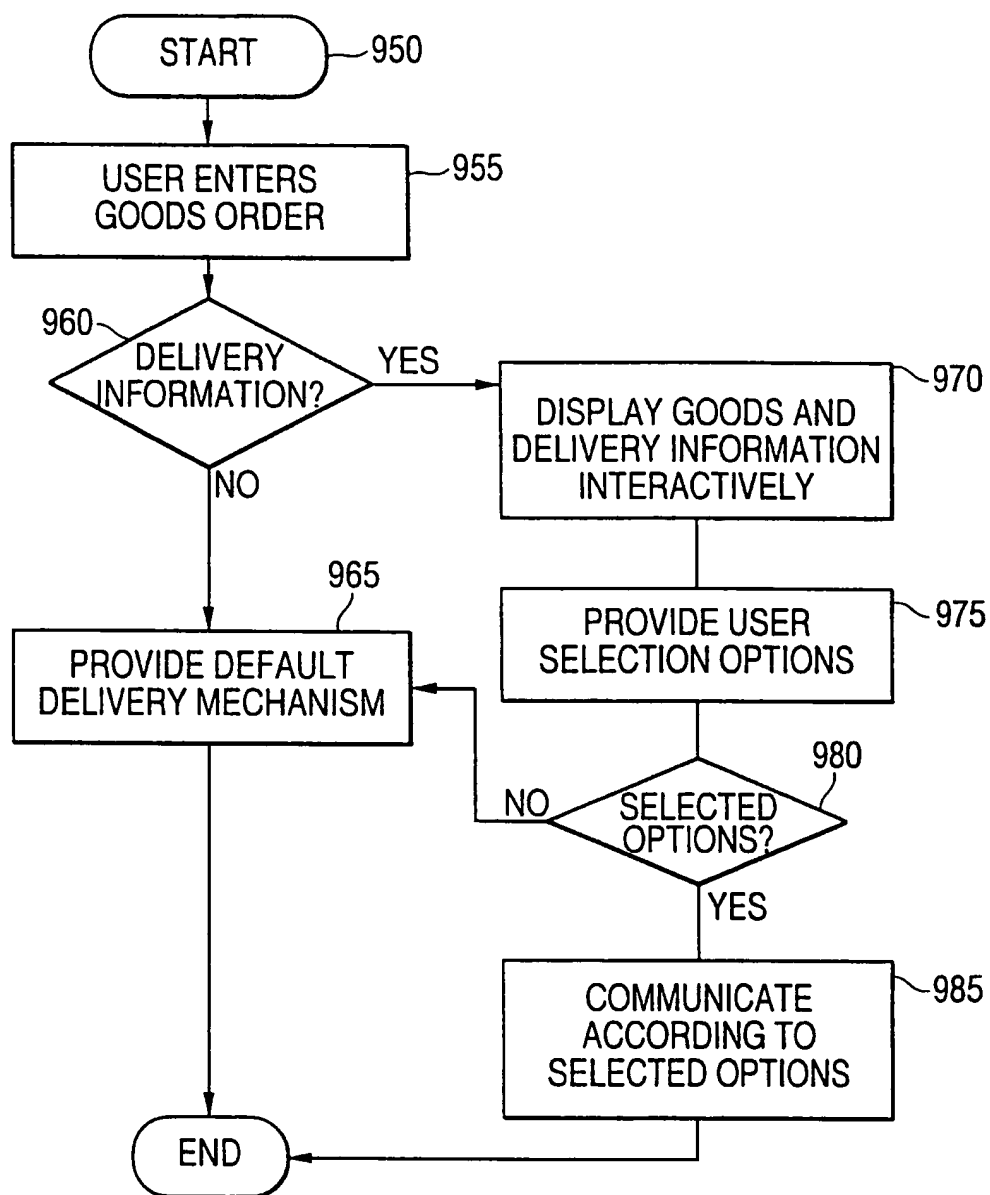 START
950
USER ENTERS
GOODS ORDER
955
960
DELIVERY
INFORMATION?
YES
NO
970
DISPLAY GOODS AND
DELIVERY INFORMATION
INTERACTIVELY
965
PROVIDE DEFAULT
DELIVERY MECHANISM
975
PROVIDE USER
SELECTION OPTIONS
980
SELECTED
OPTIONS?
NO
YES
985
COMMUNICATE
ACCORDING TO
SELECTED OPTIONS
END